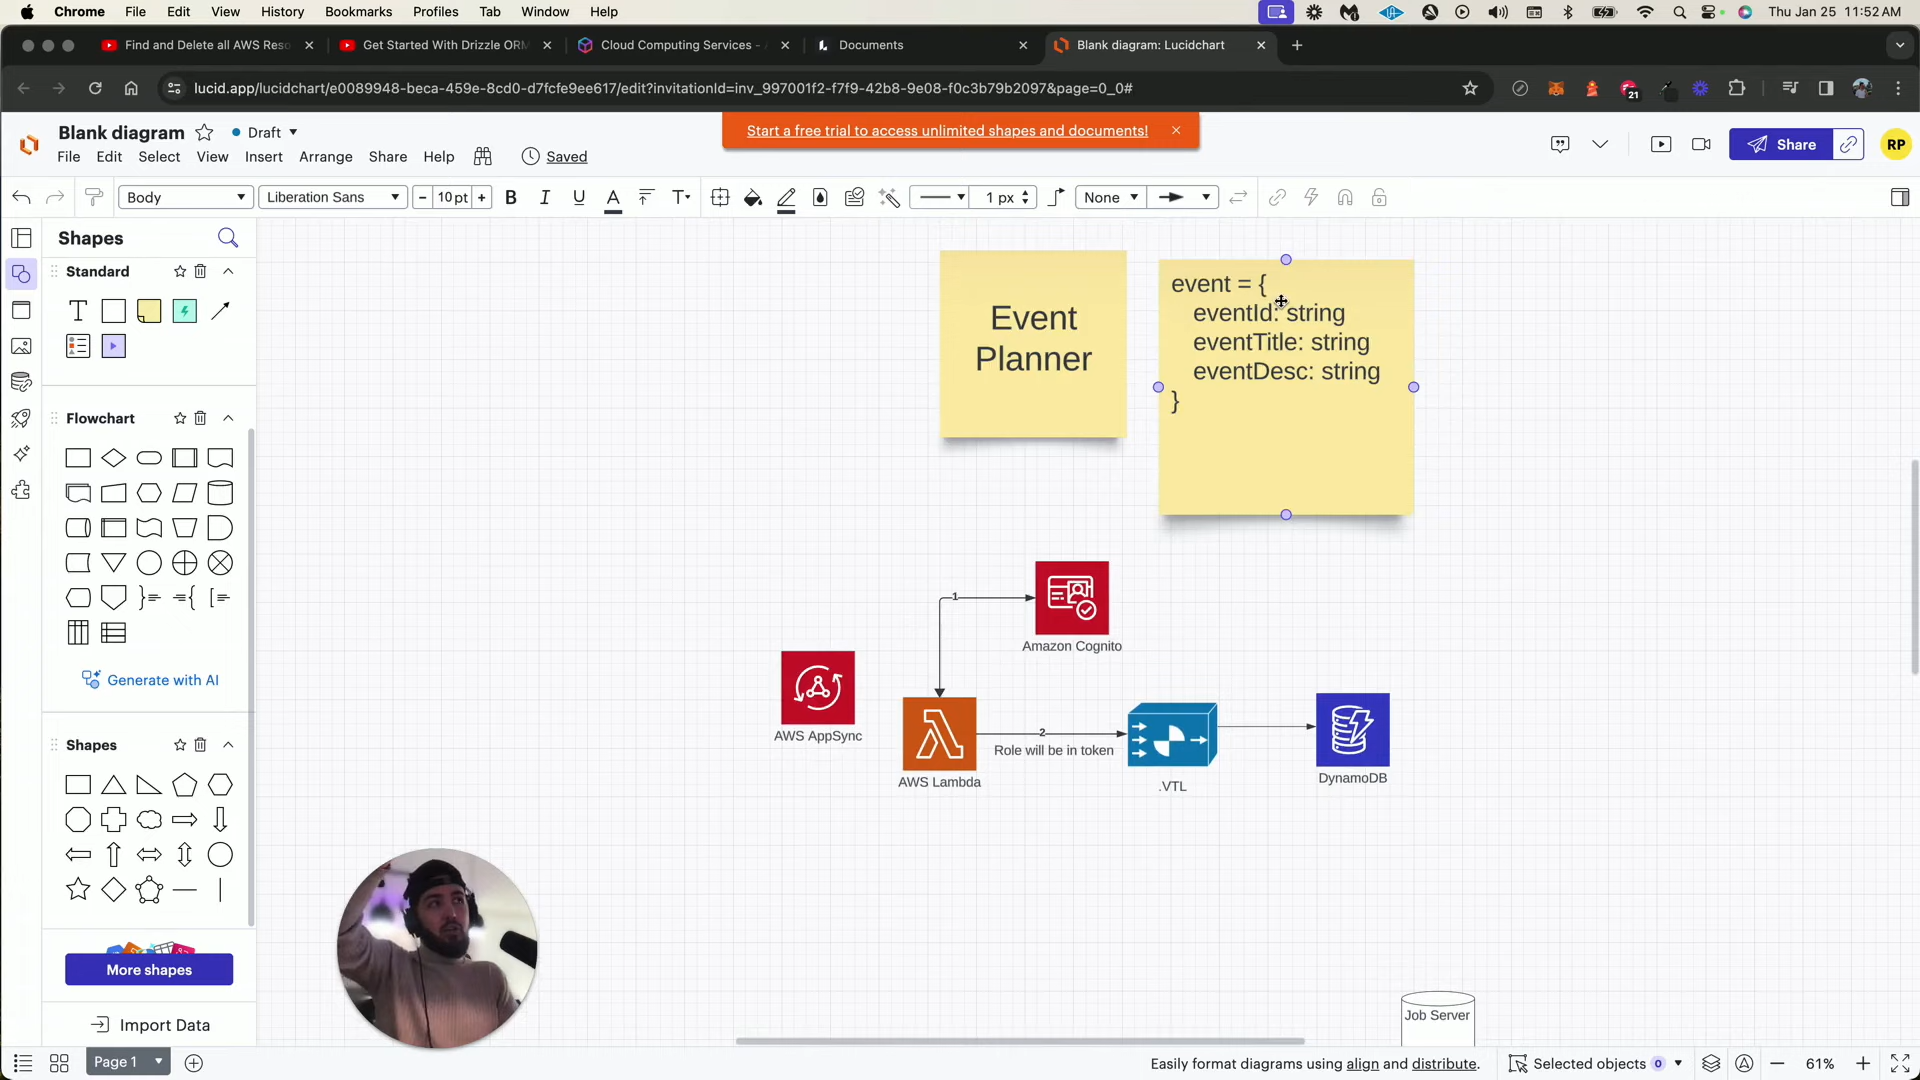 Chrome File Edit View History Bookmarks Profiles Tab Window Help Thu Jan 25 11:52 AM
Find and Delete all AWS Reso
Get Started With Drizzle ORM
Cloud Computing Services -
Documents
Blank diagram: Lucidchart
lucid.app/lucidchart/e0089948-beca-459e-8cd0-d7fcfe9ee617/edit?invitationId=inv_997001f2-f7f9-42b8-9e08-f0c3b79b2097&page=0_0#
21
Blank diagram Draft
Start a free trial to access unlimited shapes and documents!
File Edit Select View Insert Arrange Share Help Saved
Share
RP
Body Liberation Sans 10 pt B I U A T 1 px None
Shapes
Standard
T
Flowchart
Generate with AI
Shapes
More shapes
Import Data
Event
Planner
event = {
eventId: string
eventTitle: string
eventDesc: string
}
1
Amazon Cognito
AWS AppSync
2
Role will be in token
AWS Lambda
.VTL
DynamoDB
Job Server
Page 1
Easily format diagrams using align and distribute.
Selected objects 0
61%